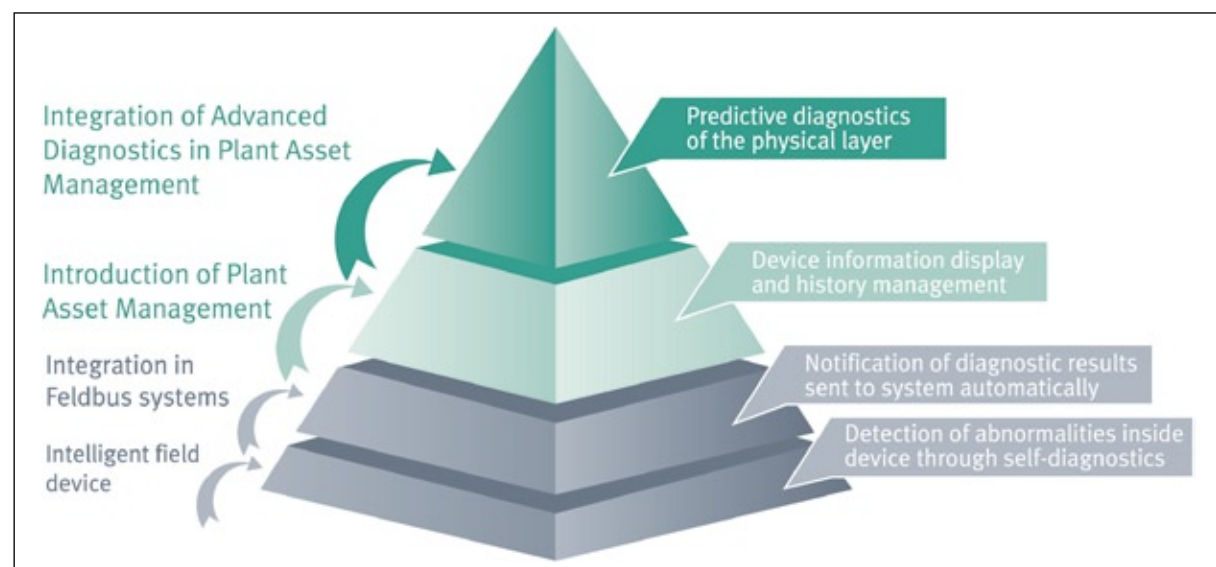 Integration of Advanced
Diagnostics in Plant Asset
Management
Predictive diagnostics
of the physical layer
Introduction of Plant
Asset Management
Device information display
and history management
Integration in
Feldbus systems
Notification of diagnostic results
sent to system automatically
Intelligent field
device
Detection of abnormalities inside
device through self-diagnostics